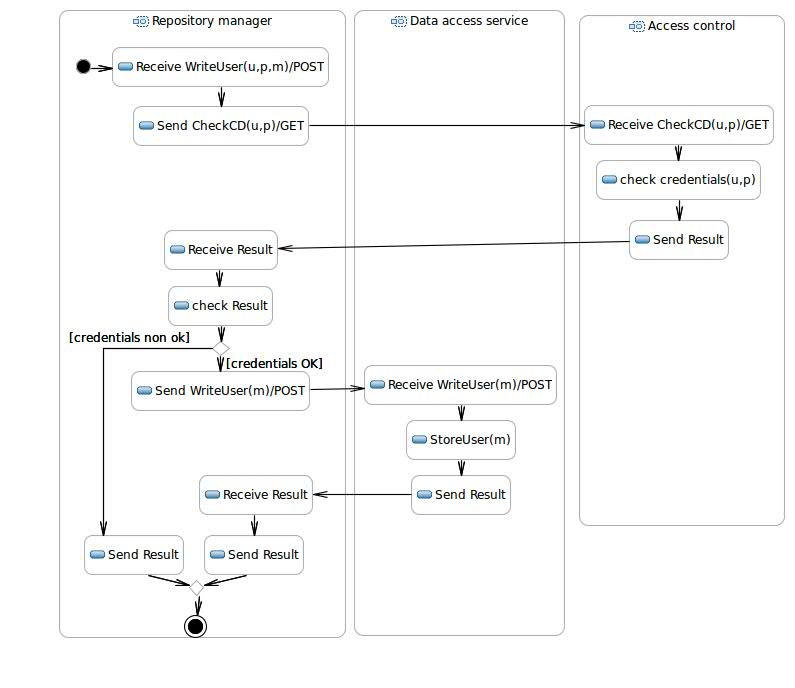 Repository manager
Data access service
Access control
Receive WriteUser(u,p,m)/POST
Send CheckCD(u,p)/GET
Receive CheckCD(u,p)/GET
check credentials(u,p)
Send Result
Receive Result
check Result
[credentials non ok]
[credentials OK]
Send WriteUser(m)/POST
Receive WriteUser(m)/POST
StoreUser(m)
Send Result
Receive Result
Send Result
Send Result